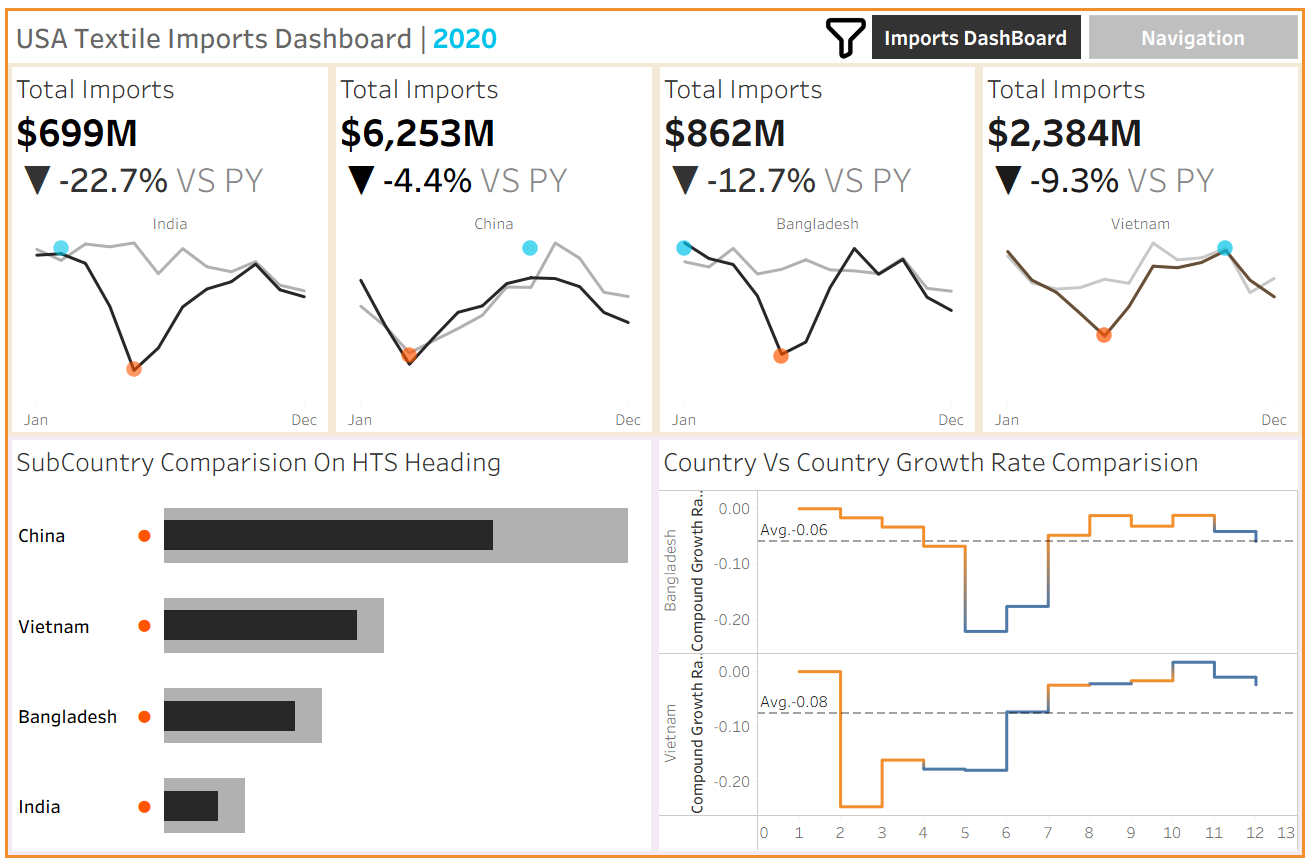 USA Textile Imports Dashboard | 2020
Imports DashBoard
Navigation
Total Imports
$699M
▼ -22.7% VS PY
India
Jan
Dec
Total Imports
$6,253M
▼ -4.4% VS PY
China
Jan
Dec
Total Imports
$862M
▼ -12.7% VS PY
Bangladesh
Jan
Dec
Total Imports
$2,384M
▼ -9.3% VS PY
Vietnam
Jan
Dec
SubCountry Comparision On HTS Heading
China
Vietnam
Bangladesh
India
Country Vs Country Growth Rate Comparision
Bangladesh
Compound Growth Ra..
0.00
-0.10
-0.20
Avg.-0.06
Vietnam
Compound Growth Ra..
0.00
-0.10
-0.20
Avg.-0.08
0 1 2 3 4 5 6 7 8 9 10 11 12 13